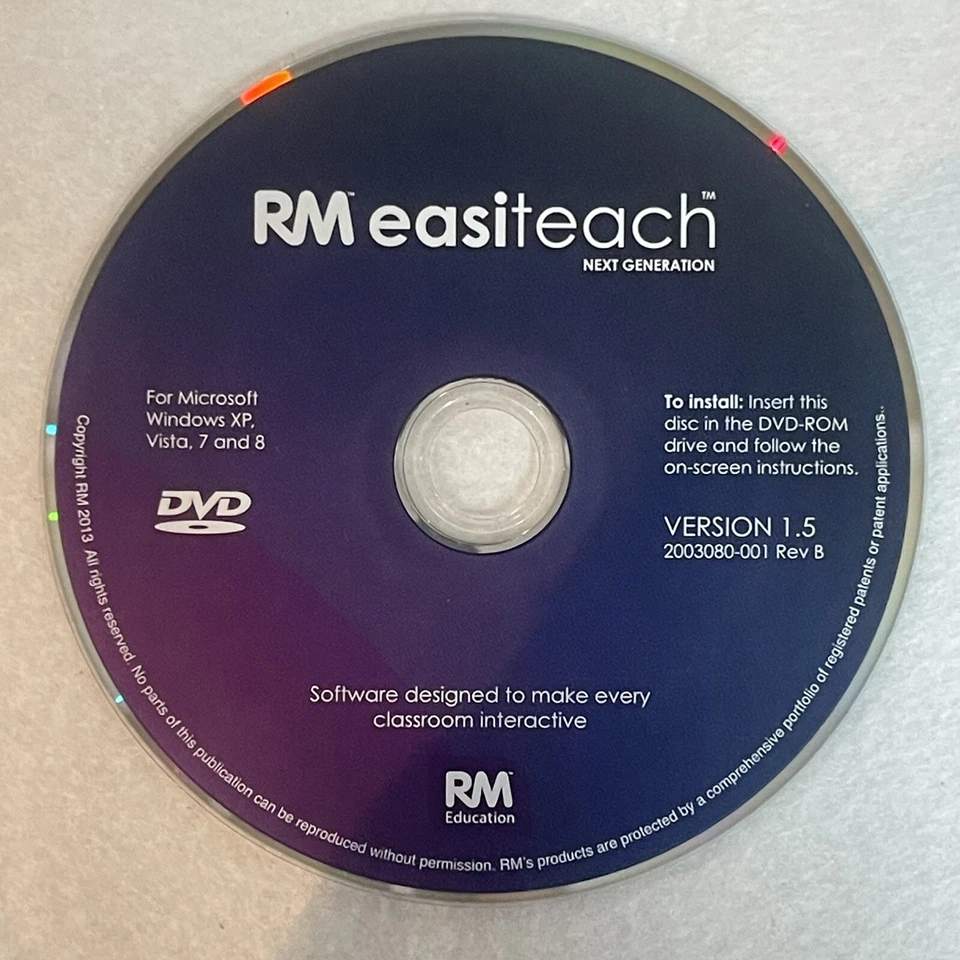 RM™ easiteach™
NEXT GENERATION
For Microsoft
Windows XP,
Vista, 7 and 8
DVD
To install: Insert this
disc in the DVD-ROM
drive and follow the
on-screen instructions.
VERSION 1.5
2003080-001 Rev B
Software designed to make every
classroom interactive
RM™
Education
Copyright RM 2013 All rights reserved. No parts of this publication can be reproduced without permission. RM's products are protected by a comprehensive portfolio of registered patents or patent applications..